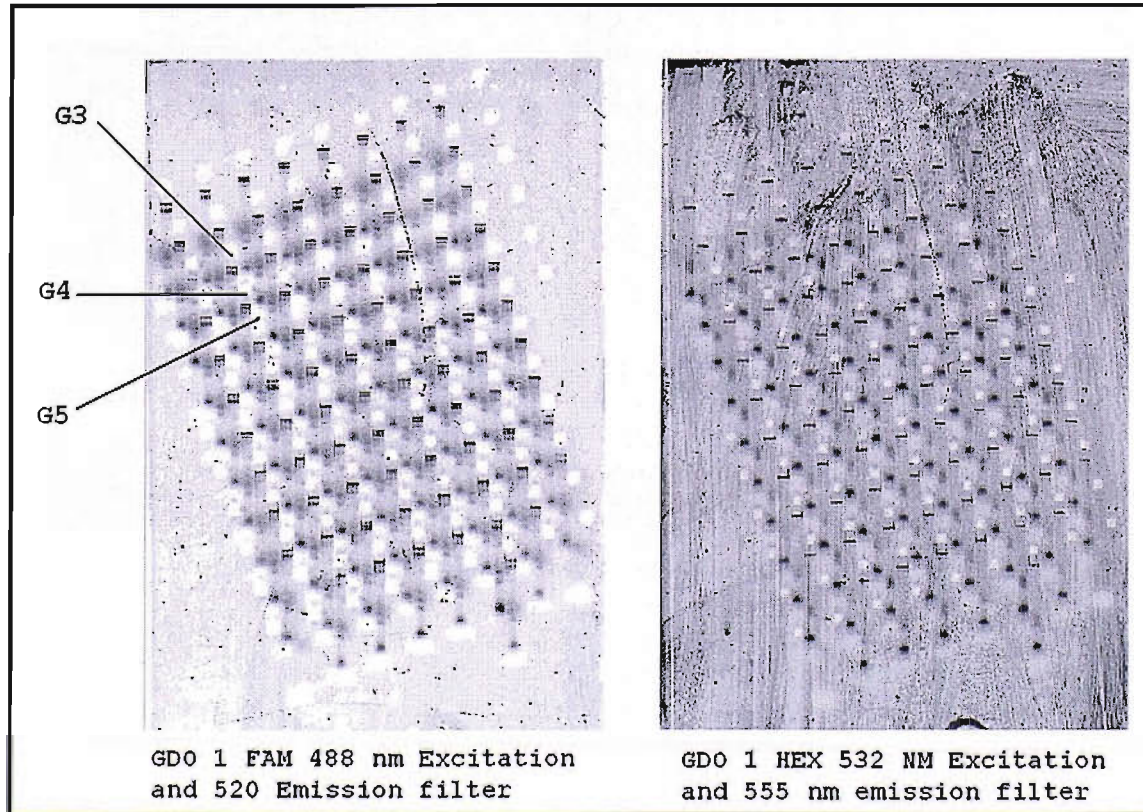 G3
G4
G5
GDO 1 FAM 488 nm Excitation
and 520 Emission filter
GDO 1 HEX 532 NM Excitation
and 555 nm emission filter